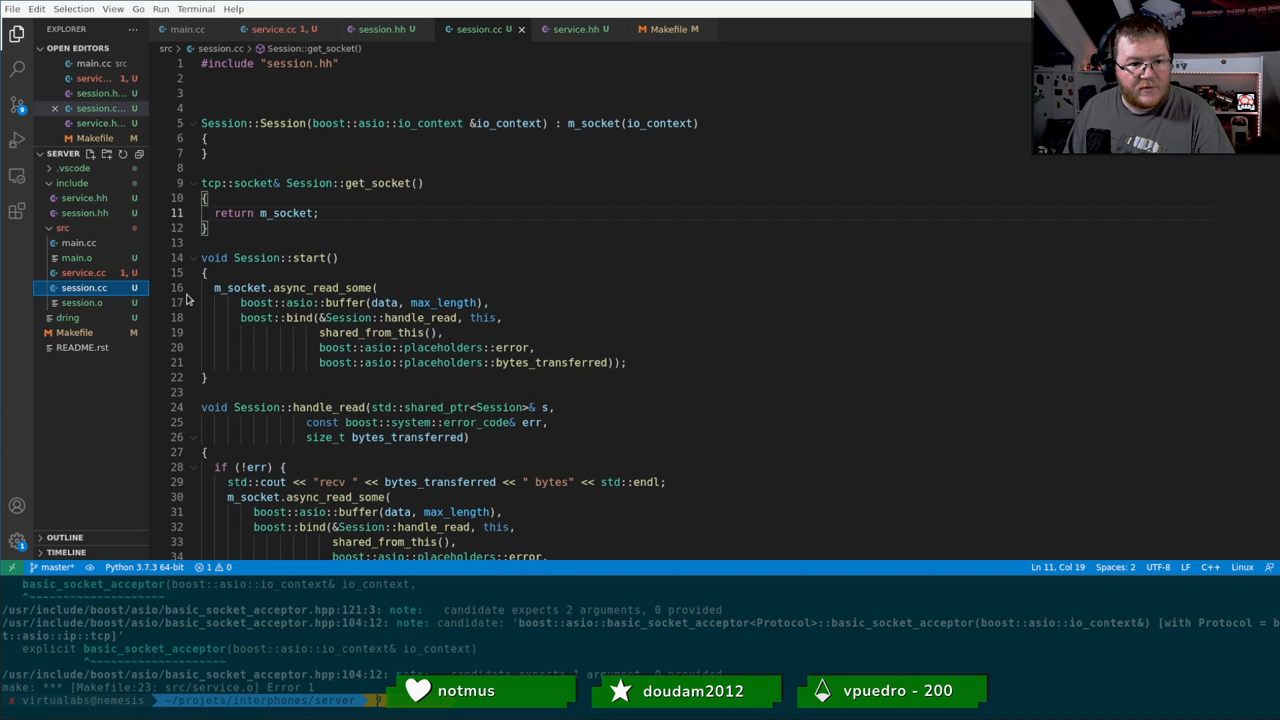 File Edit Selection View Go Run Terminal Help
EXPLORER
OPEN EDITORS
main.cc src
servic... 1, U
session.h... U
session.c... U
service.h... U
Makefile M
SERVER
.vscode
include
service.hh U
session.hh U
src
main.cc
main.o U
service.cc 1, U
session.cc U
session.o U
dring U
Makefile M
README.rst
OUTLINE
TIMELINE
main.cc service.cc 1, U session.hh U session.cc U service.hh U Makefile M
src > session.cc > Session::get_socket()
1 #include "session.hh"
2
3
4
5 Session::Session(boost::asio::io_context &io_context) : m_socket(io_context)
6 {
7 }
8
9 tcp::socket& Session::get_socket()
10 {
11 return m_socket;
12 }
13
14 void Session::start()
15 {
16 m_socket.async_read_some(
17 boost::asio::buffer(data, max_length),
18 boost::bind(&Session::handle_read, this,
19 shared_from_this(),
20 boost::asio::placeholders::error,
21 boost::asio::placeholders::bytes_transferred));
22 }
23
24 void Session::handle_read(std::shared_ptr<Session>& s,
25 const boost::system::error_code& err,
26 size_t bytes_transferred)
27 {
28 if (!err) {
29 std::cout << "recv " << bytes_transferred << " bytes" << std::endl;
30 m_socket.async_read_some(
31 boost::asio::buffer(data, max_length),
32 boost::bind(&Session::handle_read, this,
33 shared_from_this(),
34 boost::asio::placeholders::error,
9
1
master* Python 3.7.3 64-bit 1 0 Ln 11, Col 19 Spaces: 2 UTF-8 LF C++ Linux
basic_socket_acceptor(boost::asio::io_context& io_context,
^~~~~~~~~~~~~~~~~~~~~
/usr/include/boost/asio/basic_socket_acceptor.hpp:121:3: note: candidate expects 2 arguments, 0 provided
/usr/include/boost/asio/basic_socket_acceptor.hpp:104:12: note: candidate: 'boost::asio::basic_socket_acceptor<Protocol>::basic_socket_acceptor(boost::asio::io_context&) [with Protocol = boos
t::asio::ip::tcp]'
explicit basic_socket_acceptor(boost::asio::io_context& io_context)
^~~~~~~~~~~~~~~~~~~~~
/usr/include/boost/asio/basic_socket_acceptor.hpp:104:12: note: candidate expects 1 argument, 0 provided
make: *** [Makefile:23: src/service.o] Error 1
virtualabs@nemesis ~/projets/interphones/server
notmus
doudam2012
vpuedro - 200